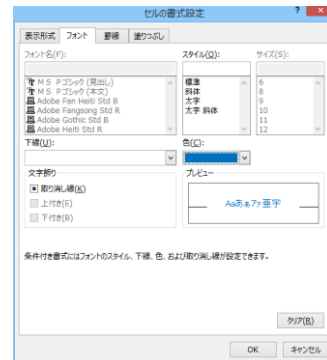 セルの書式設定
? ×
表示形式 フォント 罫線 塗りつぶし
フォント名(F):
スタイル(O):
サイズ(S):
MS Pゴシック (見出し)
MS Pゴシック (本文)
Adobe Fan Heiti Std B
Adobe Fangsong Std R
Adobe Gothic Std B
Adobe Heiti Std R
標準
斜体
太字
太字 斜体
6
8
9
10
11
12
下線(U):
色(C):
文字飾り
取り消し線(K)
上付き(E)
下付き(B)
プレビュー
Aaあぁアァ亜宇
条件付き書式にはフォントのスタイル、下線、色、および取り消し線が設定できます。
クリア(R)
OK
キャンセル